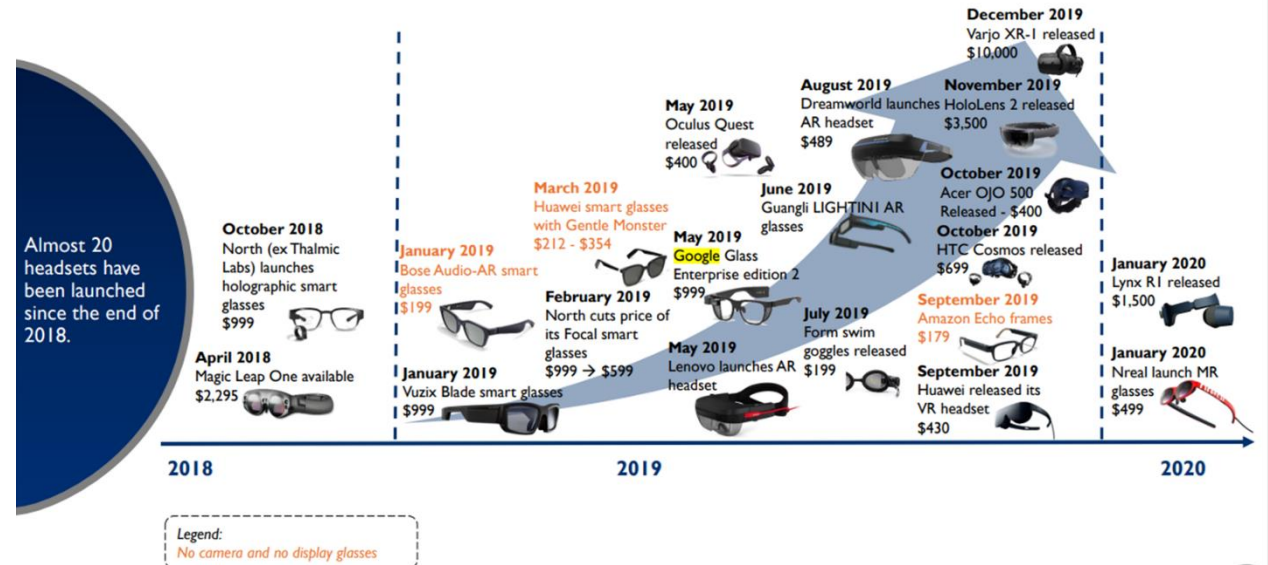 Almost 20
headsets have
been launched
since the end of
2018.
October 2018
North (ex Thalmic
Labs) launches
holographic smart
glasses
$999
April 2018
Magic Leap One available
$2,295
January 2019
Bose Audio-AR smart
glasses
$199
January 2019
Vuzix Blade smart glasses
$999
March 2019
Huawei smart glasses
with Gentle Monster
$212 - $354
February 2019
North cuts price of
its Focal smart
glasses
$999 → $599
May 2019
Oculus Quest
released
$400
May 2019
Google Glass
Enterprise edition 2
$999
May 2019
Lenovo launches AR
headset
June 2019
Guangli LIGHTIN1 AR
glasses
July 2019
Form swim
goggles released
$199
August 2019
Dreamworld launches
AR headset
$489
December 2019
Varjo XR-1 released
$10,000
November 2019
HoloLens 2 released
$3,500
October 2019
Acer OJO 500
Released - $400
October 2019
HTC Cosmos released
$699
September 2019
Amazon Echo frames
$179
September 2019
Huawei released its
VR headset
$430
January 2020
Lynx R1 released
$1,500
January 2020
Nreal launch MR
glasses
$499
2018
2019
2020
Legend:
No camera and no display glasses